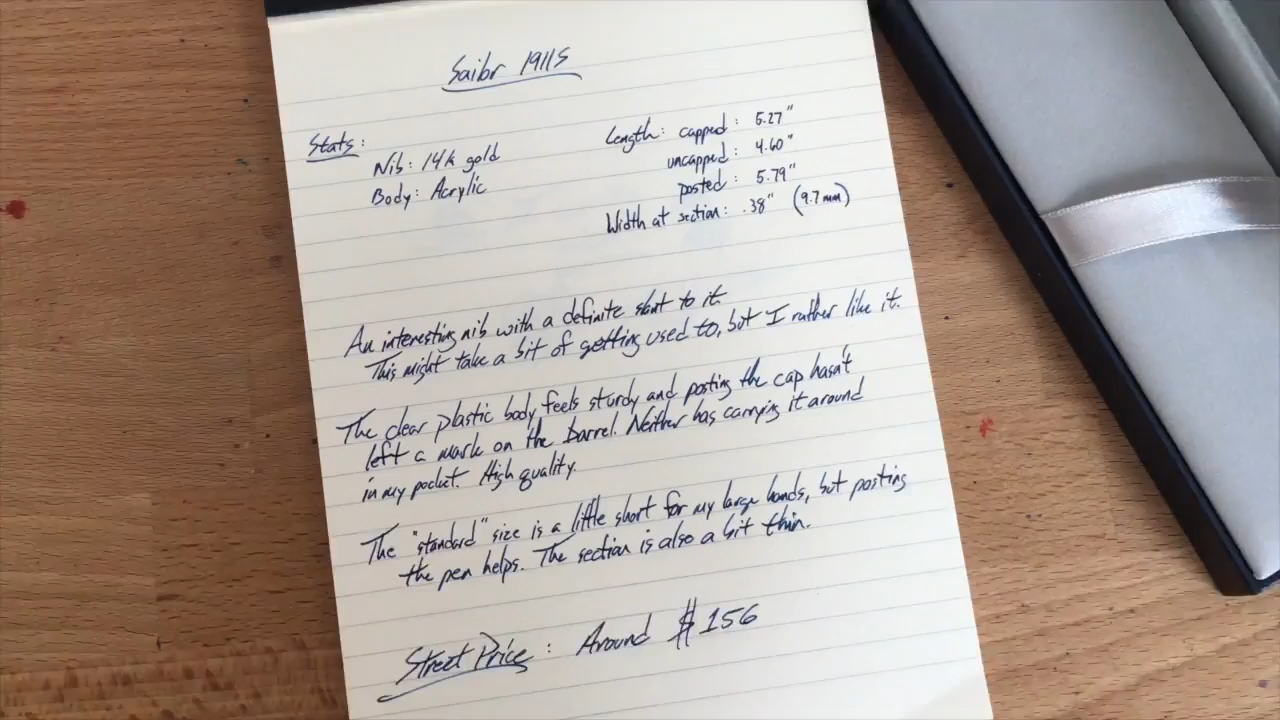 Sailor 1911S
Stats:
Nib: 14k gold
Body: Acrylic
Length: capped: 5.27"
uncapped: 4.60"
posted: 5.79"
Width at section: .38" (9.7mm)
An interesting nib with a definite slant to it.
This might take a bit of getting used to, but I rather like it.
The clear plastic body feels sturdy and posting the cap hasn't
left a mark on the barrel. Neither has carrying it around
in my pocket. High quality.
The "standard" size is a little short for my large hands, but posting
the pen helps. The section is also a bit thin.
Street Price: Around $156